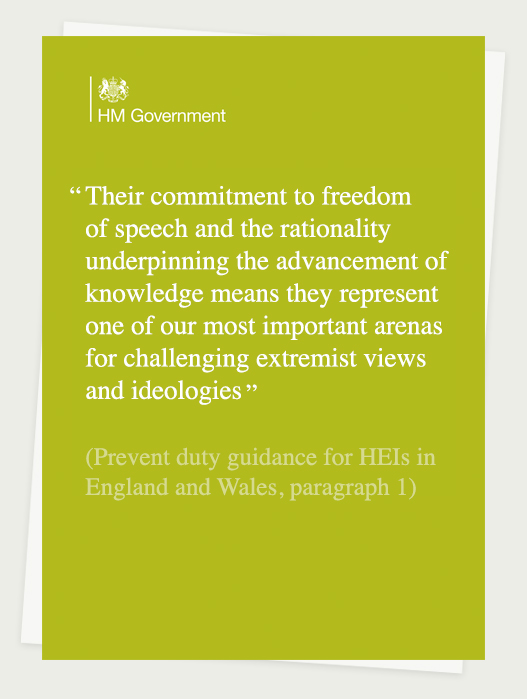 HM Government
“ Their commitment to freedom
of speech and the rationality
underpinning the advancement of
knowledge means they represent
one of our most important arenas
for challenging extremist views
and ideologies ”
(Prevent duty guidance for HEIs in
England and Wales, paragraph 1)